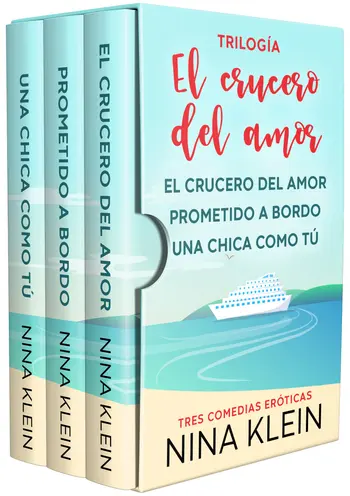 UNA CHICA COMO TÚ NINA KLEIN
PROMETIDO A BORDO NINA KLEIN
EL CRUCERO DEL AMOR NINA KLEIN
TRILOGÍA
El crucero
del amor
EL CRUCERO DEL AMOR
PROMETIDO A BORDO
UNA CHICA COMO TÚ
TRES COMEDIAS ERÓTICAS
NINA KLEIN